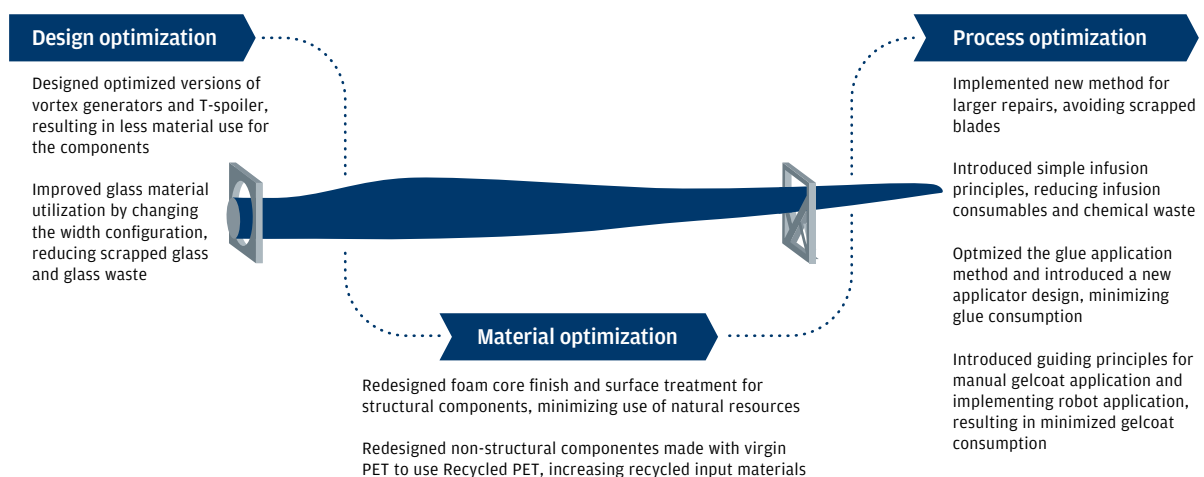 Design optimization
Designed optimized versions of
vortex generators and T-spoiler,
resulting in less material use for
the components
Improved glass material
utilization by changing
the width configuration,
reducing scrapped glass
and glass waste
Material optimization
Redesigned foam core finish and surface treatment for
structural components, minimizing use of natural resources
Redesigned non-structural componentes made with virgin
PET to use Recycled PET, increasing recycled input materials
Process optimization
Implemented new method for
larger repairs, avoiding scrapped
blades
Introduced simple infusion
principles, reducing infusion
consumables and chemical waste
Optmized the glue application
method and introduced a new
applicator design, minimizing
glue consumption
Introduced guiding principles for
manual gelcoat application and
implementing robot application,
resulting in minimized gelcoat
consumption